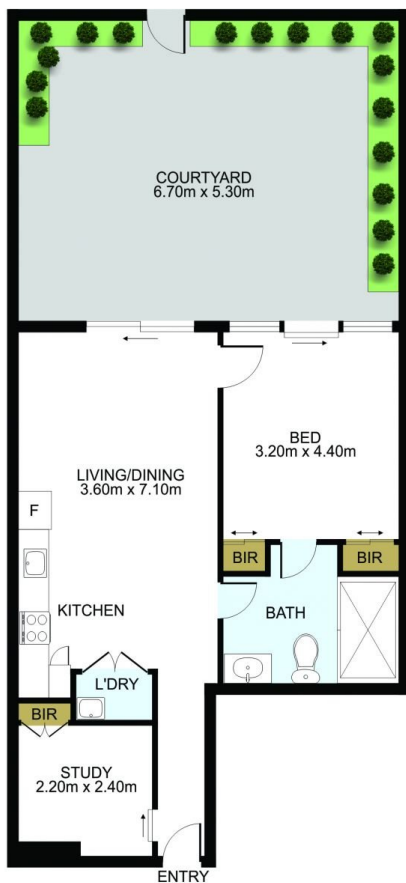 COURTYARD
6.70m x 5.30m
BED
3.20m x 4.40m
LIVING/DINING
3.60m x 7.10m
F
BIR
BIR
KITCHEN
BATH
L'DRY
BIR
STUDY
2.20m x 2.40m
ENTRY